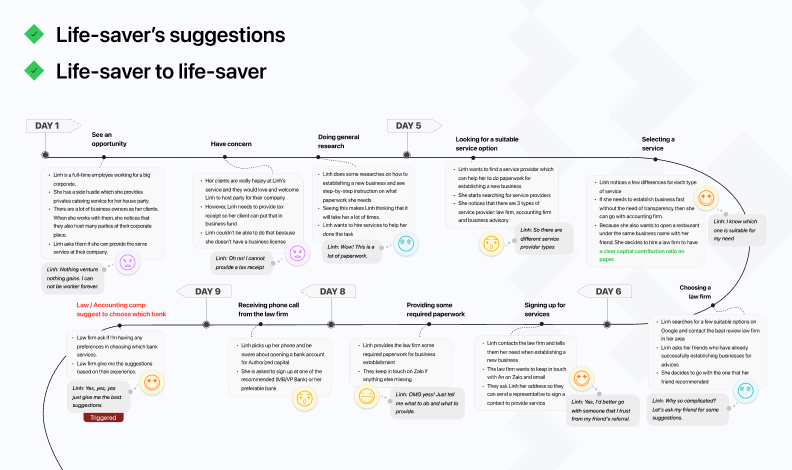 Life-saver's suggestions
Life-saver to life-saver
DAY 1
See an
opportunity
Linh is a full-time employee working for a big
corporate.
She has a side hustle which she provides
private catering service for her house party.
There are a lot of business owners as her clients.
When she works with them, she notices that
they also host many parties at their corporate
place.
Linh asks them if she can provide the same
service at their company.
Linh: Nothing venture
nothing gains. I can
not be worker forever.
Have concern
Her clients are really happy at Linh's
service and they would love and welcome
Linh to host party for their company
However, Linh needs to provide tax
receipt so her client can put that in
business fund
Linh couldn't be able to do that because
she doesn't have a business license
Linh: Oh no! I cannot
provide a tax receipt
Doing general
research
Linh does some researches on how to
establishing a new business and see
step-by-step instruction on what
paperwork she needs
Seeing this makes Linh thinking that it
will take her a lot of times.
Linh wants to hire services to help her
done the task
Linh: Wow! This is a
lot of paperwork.
DAY 5
Looking for a suitable
service option
Linh wants to find a service provider which
can help her to do paperwork for
establishing a new business
She starts searching for service providers
She notices that there are 3 types of
service provider: law firm, accounting firm
and business advisory
Linh: So there are
different service
provider types
Selecting a
service
Linh notices a few differences for each type
of service
If she needs to establish business fast
without the need of transparency then she
can go with accounting firm.
Because she also wants to open a restaurant
under the same business name with her
friend. She decides to hire a law firm to have
a clear capital contribution ratio on
paper.
Linh: I know which
one is suitable for
my need
Choosing a
law firm
Linh searches for a few suitable options on
Google and contact the best review law firm
in her area
Linh asks her friends who have already
successfully establishing businesses for
advices
She decides to go with the one that her
friend recommended
Linh: Why so complicated?
Let's ask my friend for some
suggestions.
DAY 6
Signing up for
services
Linh contacts the law firm and tells
them her need when establishing a
new business
The law firm wants to keep in touch
with An on Zalo and email
They ask Linh her address so they
can send a representative to sign a
contact to provide service
Linh: Yes, I'd better go
with someone that I trust
from my friend's referral.
Providing some
required paperwork
Linh provides the law firm some
required paperwork for business
establishment
They keep in touch on Zalo if
anything else missing
Linh: OMG yess! Just tell
me what to do and what to
provide.
DAY 8
Receiving phone call
from the law firm
Linh picks up her phone and be
aware about opening a bank account
for Authorized capital.
She is asked to sign up at one of the
recommended (MB/VP Bank) or her
preferable bank
DAY 9
Law / Accounting comp
suggest to choose which bank
Law firm ask if I'm having any
preferences in choosing which bank
services.
Law firm give me the suggestions
based on their experience.
Linh: Yes, yes, yes
just give me the best
suggestions.
Triggered